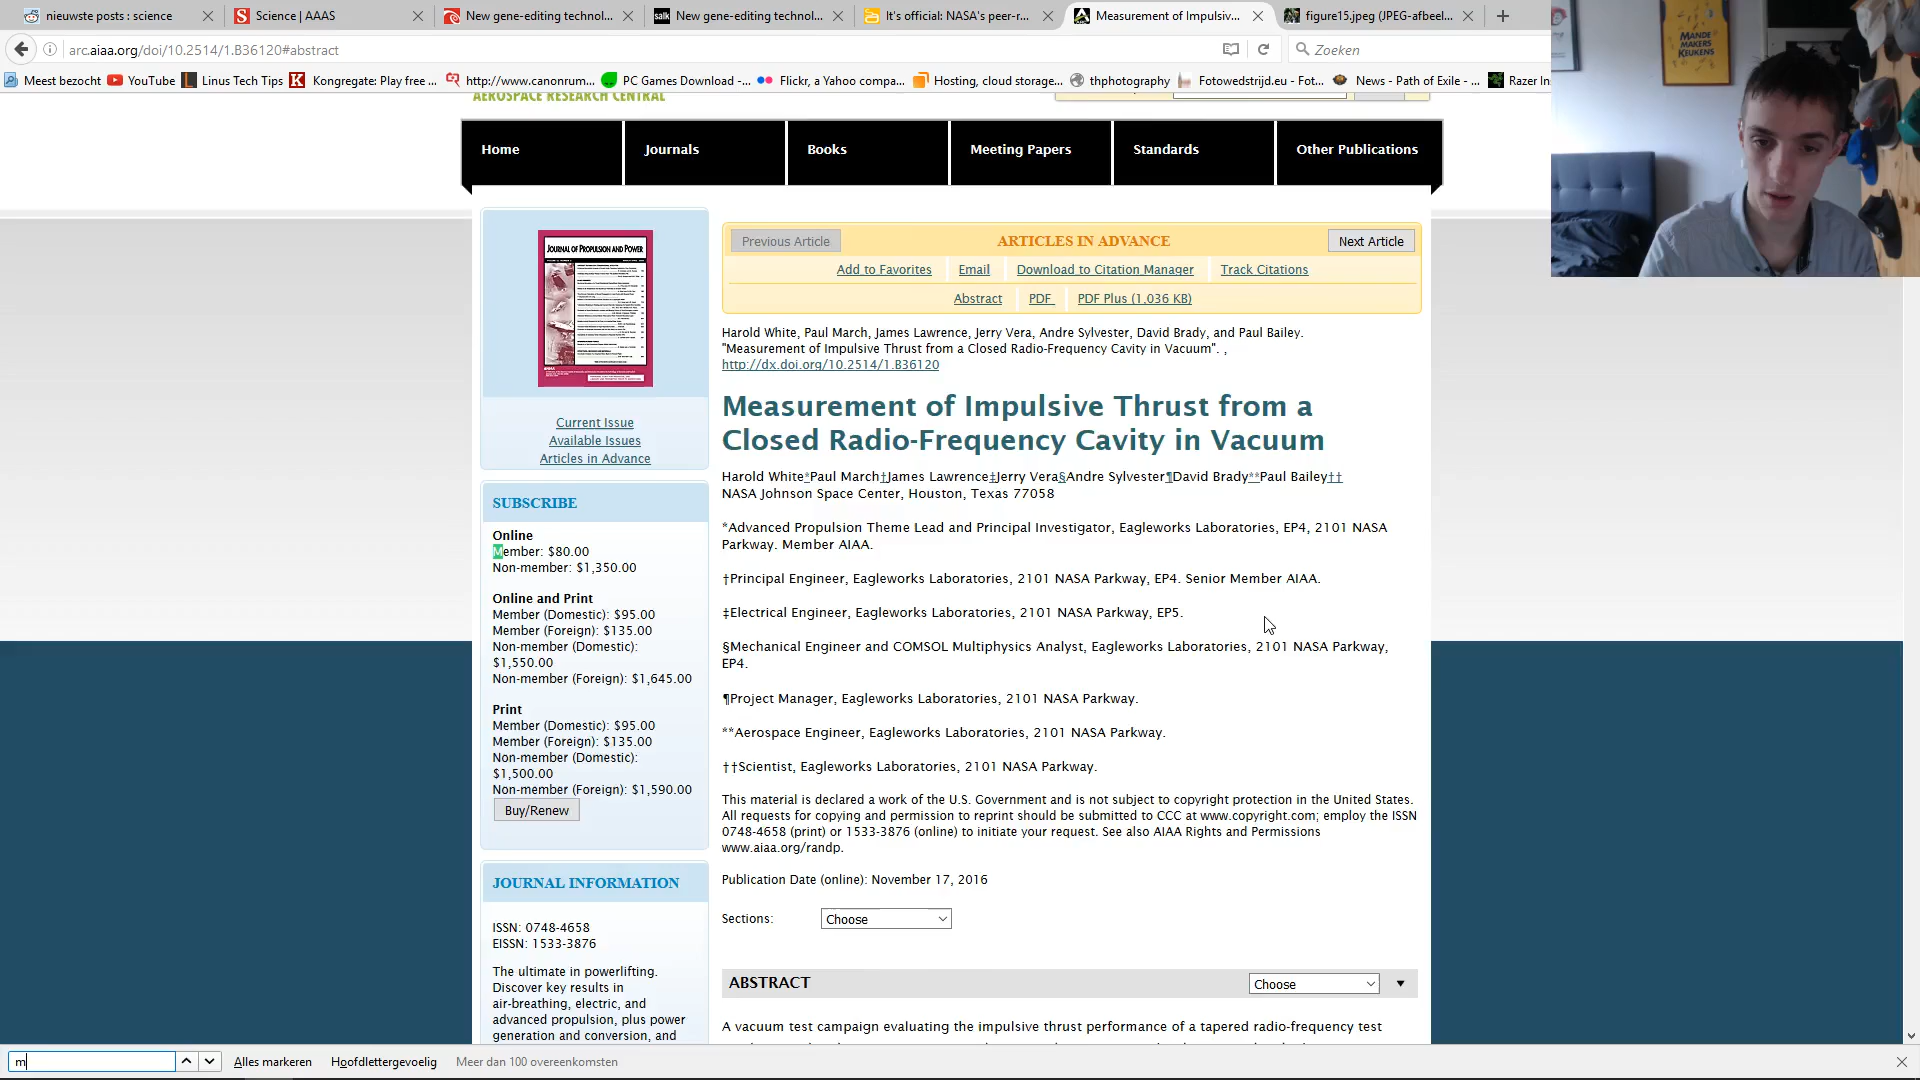 nieuwste posts : science
Science | AAAS
New gene-editing technol...
salk New gene-editing technol...
It's official: NASA's peer-r...
Measurement of Impulsiv...
figure15.jpeg (JPEG-afbeel...
arc.aiaa.org/doi/10.2514/1.B36120#abstract
Zoeken
Meest bezocht
YouTube
Linus Tech Tips
Kongregate: Play free ...
http://www.canonrum...
PC Games Download -...
Flickr, a Yahoo compa...
Hosting, cloud storage...
thphotography
Fotowedstrijd.eu - Fot...
News - Path of Exile - ...
Razer In
MANDE
MAKERS
KEUKENS
AEROSPACE RESEARCH CENTRAL
Home
Journals
Books
Meeting Papers
Standards
Other Publications
JOURNAL OF PROPULSION AND POWER
Current Issue
Available Issues
Articles in Advance
SUBSCRIBE
Online
Member: $80.00
Non-member: $1,350.00
Online and Print
Member (Domestic): $95.00
Member (Foreign): $135.00
Non-member (Domestic):
$1,550.00
Non-member (Foreign): $1,645.00
Print
Member (Domestic): $95.00
Member (Foreign): $135.00
Non-member (Domestic):
$1,500.00
Non-member (Foreign): $1,590.00
Buy/Renew
JOURNAL INFORMATION
ISSN: 0748-4658
EISSN: 1533-3876
The ultimate in powerlifting.
Discover key results in
air-breathing, electric, and
advanced propulsion, plus power
generation and conversion, and
Previous Article
ARTICLES IN ADVANCE
Next Article
Add to Favorites
Email
Download to Citation Manager
Track Citations
Abstract
PDF
PDF Plus (1,036 KB)
Harold White, Paul March, James Lawrence, Jerry Vera, Andre Sylvester, David Brady, and Paul Bailey.
"Measurement of Impulsive Thrust from a Closed Radio-Frequency Cavity in Vacuum". ,
http://dx.doi.org/10.2514/1.B36120
Measurement of Impulsive Thrust from a
Closed Radio-Frequency Cavity in Vacuum
Harold White*Paul March†James Lawrence‡Jerry Vera§Andre Sylvester¶David Brady**Paul Bailey††
NASA Johnson Space Center, Houston, Texas 77058
*Advanced Propulsion Theme Lead and Principal Investigator, Eagleworks Laboratories, EP4, 2101 NASA
Parkway. Member AIAA.
†Principal Engineer, Eagleworks Laboratories, 2101 NASA Parkway, EP4. Senior Member AIAA.
‡Electrical Engineer, Eagleworks Laboratories, 2101 NASA Parkway, EP5.
§Mechanical Engineer and COMSOL Multiphysics Analyst, Eagleworks Laboratories, 2101 NASA Parkway,
EP4.
¶Project Manager, Eagleworks Laboratories, 2101 NASA Parkway.
**Aerospace Engineer, Eagleworks Laboratories, 2101 NASA Parkway.
††Scientist, Eagleworks Laboratories, 2101 NASA Parkway.
This material is declared a work of the U.S. Government and is not subject to copyright protection in the United States.
All requests for copying and permission to reprint should be submitted to CCC at www.copyright.com; employ the ISSN
0748-4658 (print) or 1533-3876 (online) to initiate your request. See also AIAA Rights and Permissions
www.aiaa.org/randp.
Publication Date (online): November 17, 2016
Sections:
Choose
ABSTRACT
Choose
A vacuum test campaign evaluating the impulsive thrust performance of a tapered radio-frequency test
m
Alles markeren
Hoofdlettergevoelig
Meer dan 100 overeenkomsten